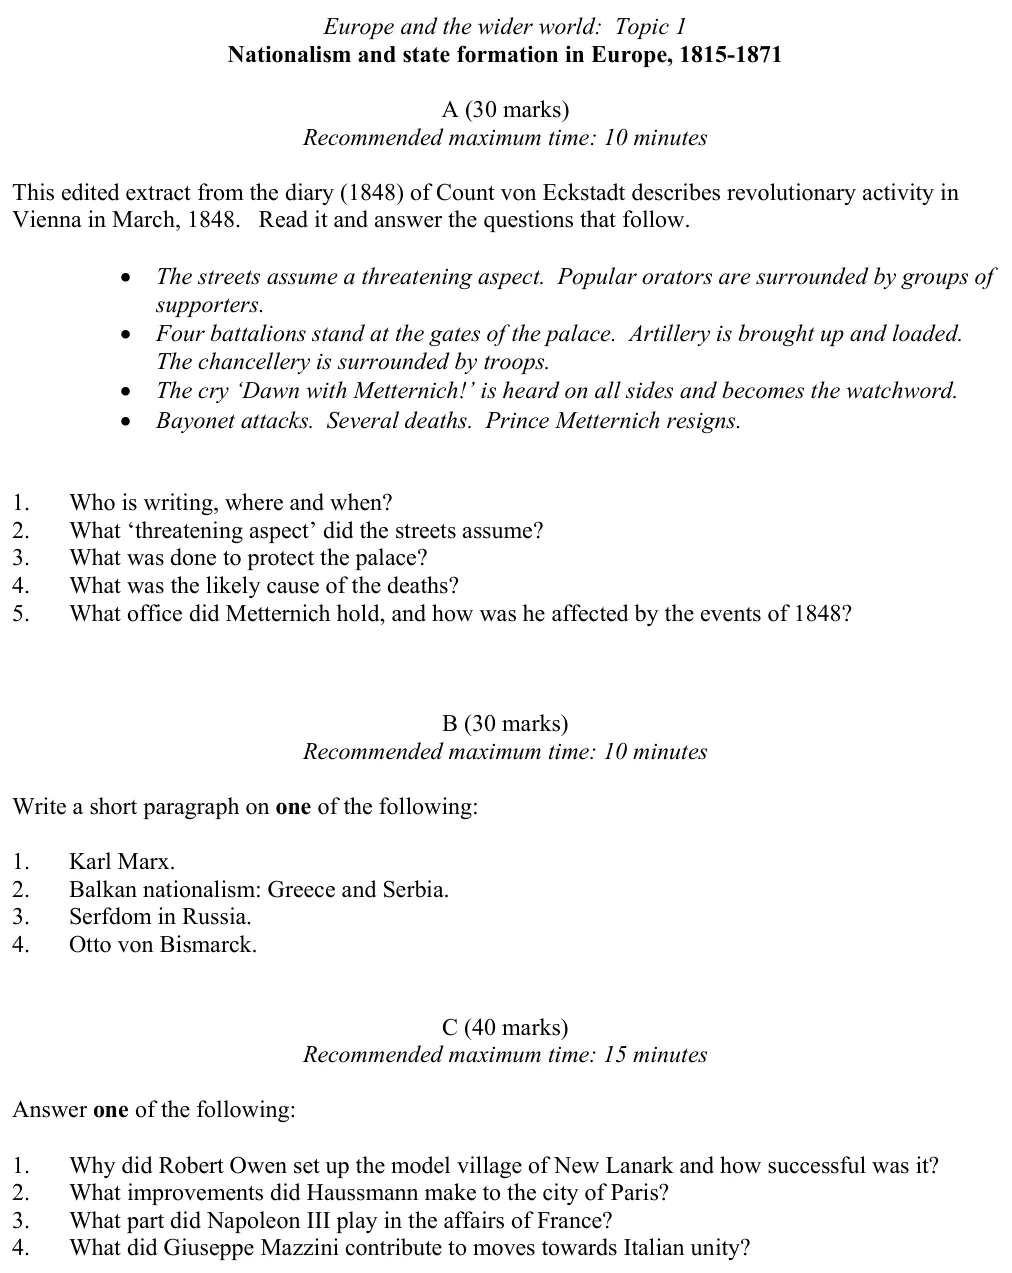 Europe and the wider world:  Topic 1
Nationalism and state formation in Europe, 1815-1871
A (30 marks)
Recommended maximum time: 10 minutes
This edited extract from the diary (1848) of Count von Eckstadt describes revolutionary activity in
Vienna in March, 1848.   Read it and answer the questions that follow.
• The streets assume a threatening aspect.  Popular orators are surrounded by groups of
supporters.
• Four battalions stand at the gates of the palace.  Artillery is brought up and loaded.
The chancellery is surrounded by troops.
• The cry ‘Dawn with Metternich!’ is heard on all sides and becomes the watchword.
• Bayonet attacks.  Several deaths.  Prince Metternich resigns.
1. Who is writing, where and when?
2. What ‘threatening aspect’ did the streets assume?
3. What was done to protect the palace?
4. What was the likely cause of the deaths?
5. What office did Metternich hold, and how was he affected by the events of 1848?
B (30 marks)
Recommended maximum time: 10 minutes
Write a short paragraph on one of the following:
1. Karl Marx.
2. Balkan nationalism: Greece and Serbia.
3. Serfdom in Russia.
4. Otto von Bismarck.
C (40 marks)
Recommended maximum time: 15 minutes
Answer one of the following:
1. Why did Robert Owen set up the model village of New Lanark and how successful was it?
2. What improvements did Haussmann make to the city of Paris?
3. What part did Napoleon III play in the affairs of France?
4. What did Giuseppe Mazzini contribute to moves towards Italian unity?